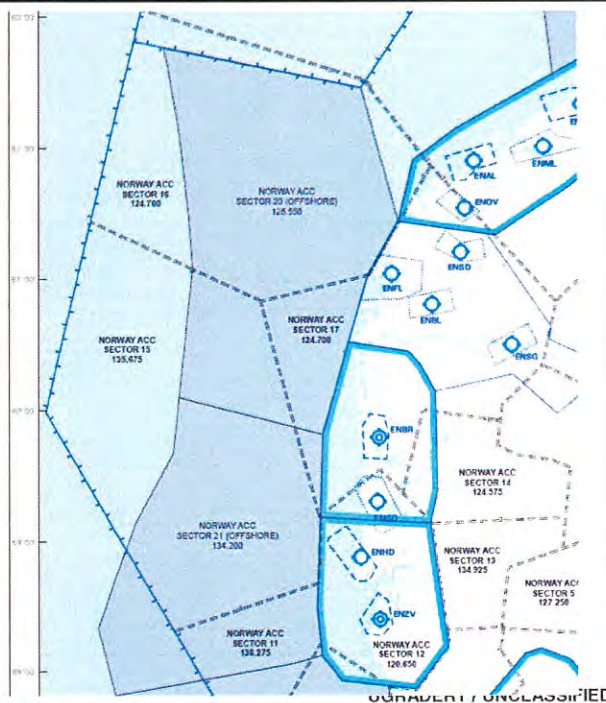 NORWAY ACC
SECTOR 16
124.700
NORWAY ACC
SECTOR 20 (OFFSHORE)
125.550
ENAL
ENML
ENOV
ENSD
ENFL
ENBL
ENSG
NORWAY ACC
SECTOR 17
124.700
NORWAY ACC
SECTOR 15
135.675
ENBR
NORWAY ACC
SECTOR 14
124.575
NORWAY ACC
SECTOR 21 (OFFSHORE)
134.200
ENHD
NORWAY ACC
SECTOR 13
134.925
NORWAY ACC
SECTOR 5
127.250
ENZV
NORWAY ACC
SECTOR 11
NORWAY ACC
SECTOR 12
120.650
UGRADERT / UNCLASSIFIED